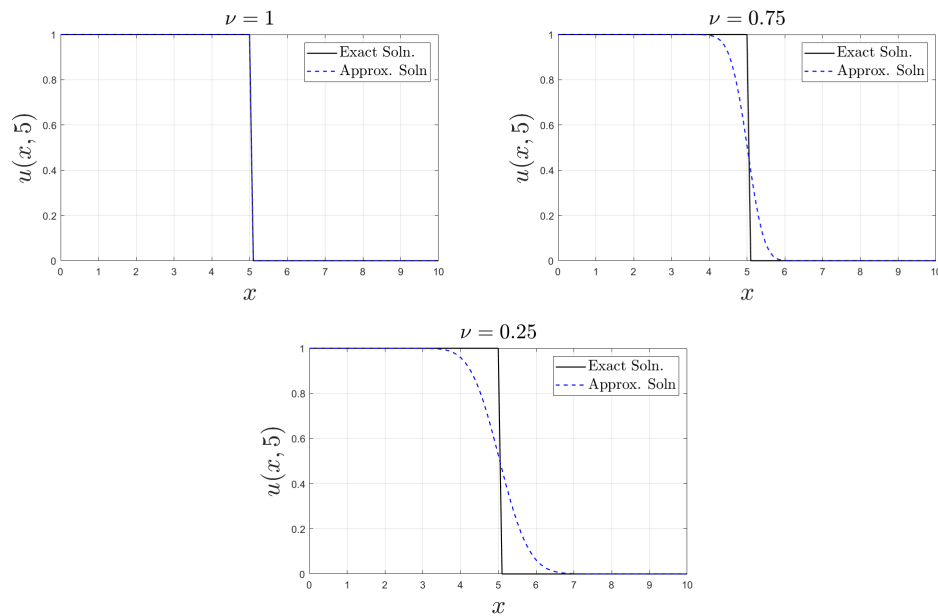 ν = 1
Exact Soln.
Approx. Soln
u(x, 5)
1
0.8
0.6
0.4
0.2
0
0 1 2 3 4 5 6 7 8 9 10
x
ν = 0.75
Exact Soln.
Approx. Soln
u(x, 5)
1
0.8
0.6
0.4
0.2
0
0 1 2 3 4 5 6 7 8 9 10
x
ν = 0.25
Exact Soln.
Approx. Soln
u(x, 5)
1
0.8
0.6
0.4
0.2
0
0 1 2 3 4 5 6 7 8 9 10
x